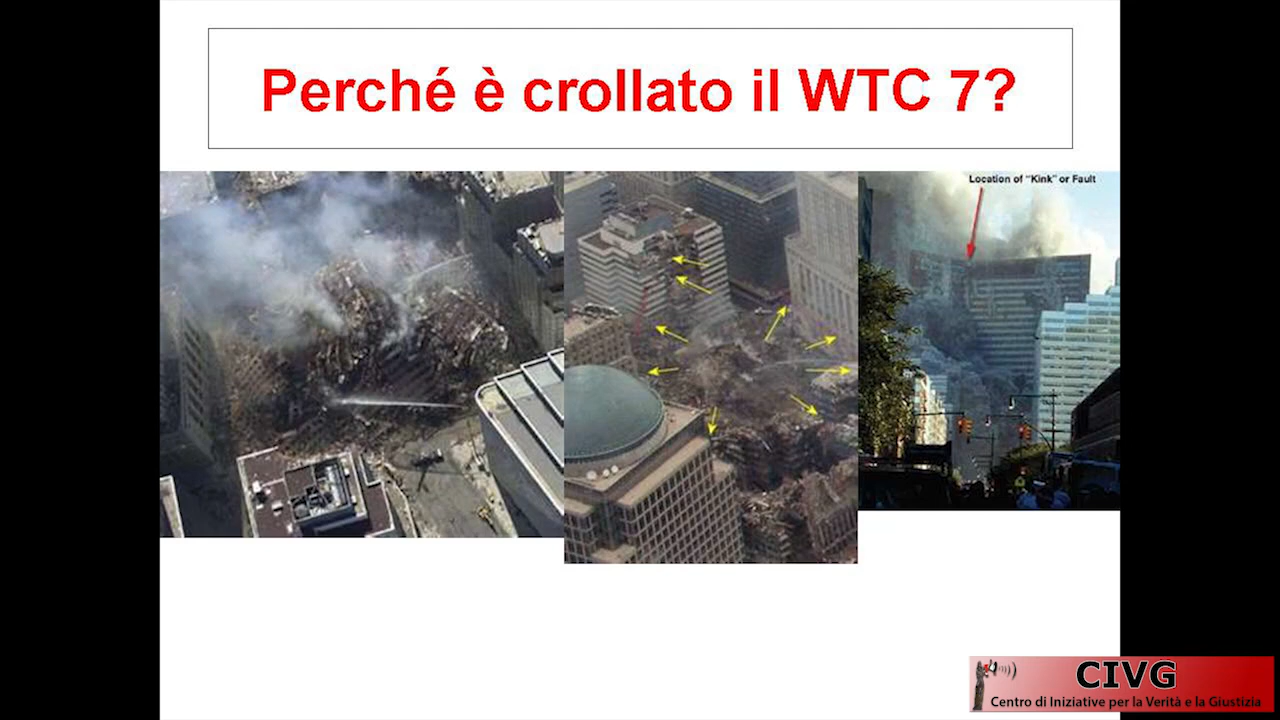 Perché è crollato il WTC 7?
Location of "Kink" or Fault
CIVG
Centro di Iniziative per la Verità e la Giustizia